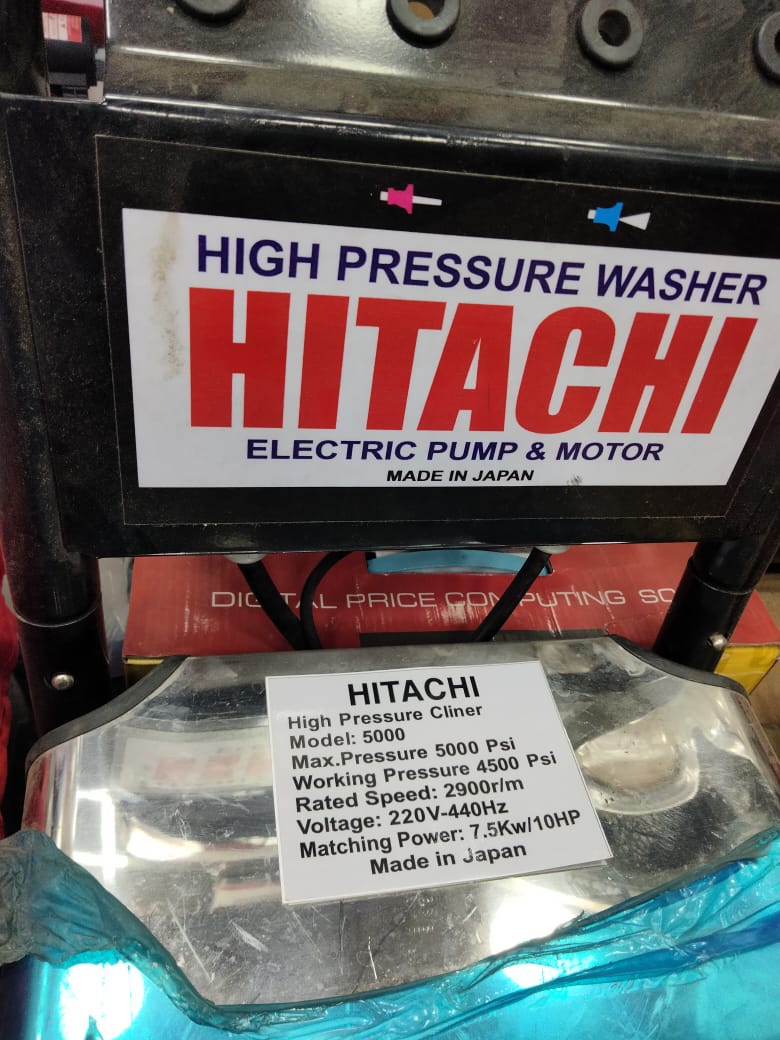 HIGH PRESSURE WASHER
HITACHI
ELECTRIC PUMP & MOTOR
MADE IN JAPAN
DIGITAL PRICE COMPUTING SC
HITACHI
High Pressure Cliner
Model: 5000
Max.Pressure 5000 Psi
Working Pressure 4500 Psi
Rated Speed: 2900r/m
Voltage: 220V-440Hz
Matching Power: 7.5Kw/10HP
Made in Japan